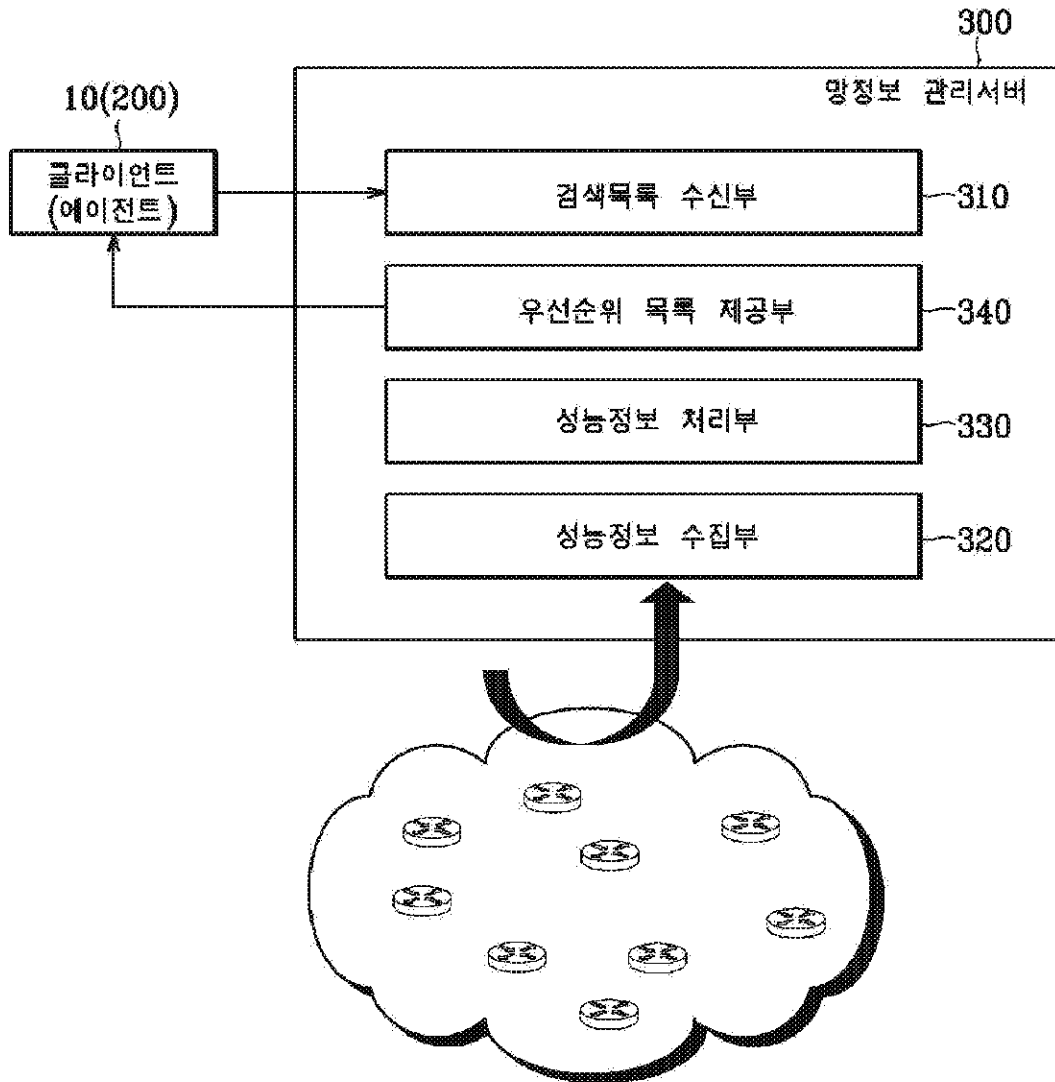 300
망정보 관리서버
10(200)
클라이언트
(에이전트)
검색목록 수신부
310
우선순위 목록 제공부
340
성능정보 처리부
330
성능정보 수집부
320